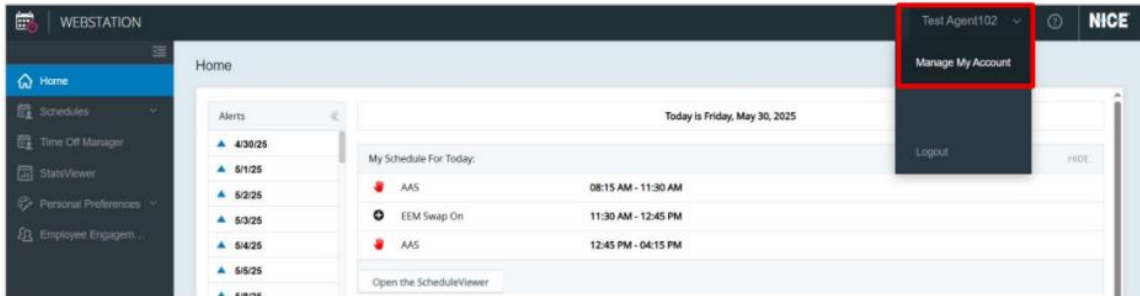 WEBSTATION
Test Agent102
NICE
Manage My Account
Logout
Home
Schedules
Time Off Manager
StatsViewer
Personal Preferences
Employee Engagem...
Home
Alerts
4/30/25
5/1/25
5/2/25
5/3/25
5/4/25
5/5/25
Today is Friday, May 30, 2025
My Schedule For Today:
HIDE
AAS 08:15 AM - 11:30 AM
EEM Swap On 11:30 AM - 12:45 PM
AAS 12:45 PM - 04:15 PM
Open the ScheduleViewer